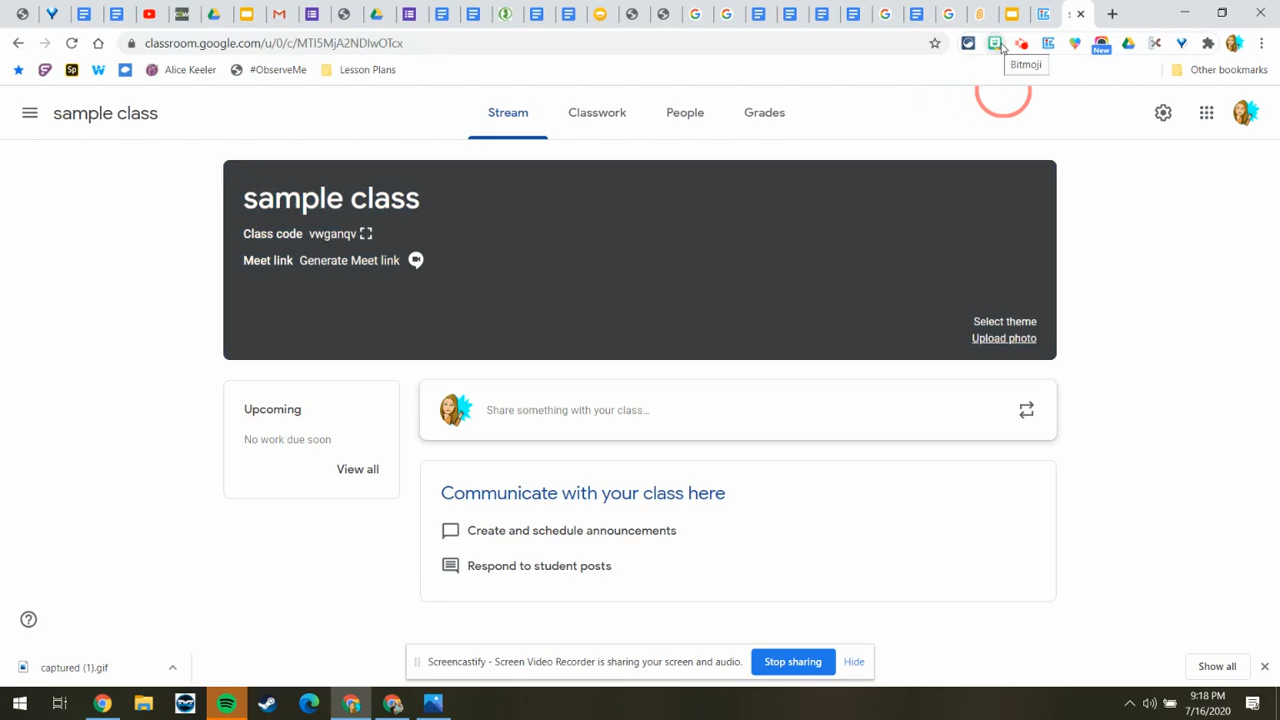 classroom.google.com/u/0/c/MTI5MjA2NDIwOTcx
Bitmoji
New
Alice Keeler
#ObserveMe
Lesson Plans
Other bookmarks
sample class
Stream
Classwork
People
Grades
sample class
Class code vwganqv
Meet link Generate Meet link
Select theme
Upload photo
Upcoming
No work due soon
View all
Share something with your class...
Communicate with your class here
Create and schedule announcements
Respond to student posts
captured (1).gif
Screencastify - Screen Video Recorder is sharing your screen and audio.
Stop sharing
Hide
Show all
9:18 PM
7/16/2020